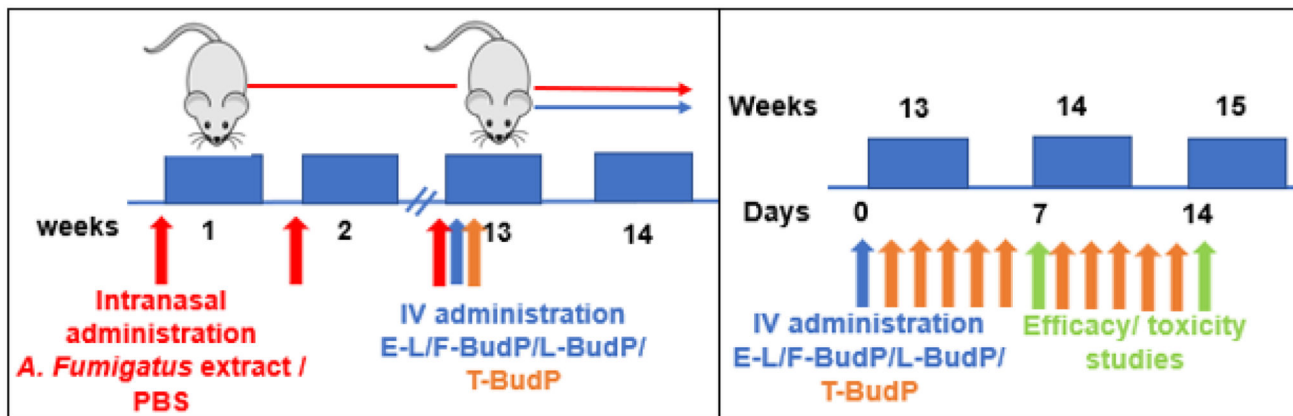 weeks 1 2 13 14
Intranasal
administration
A. Fumigatus extract /
PBS
IV administration
E-L/F-BudP/L-BudP/
T-BudP
Weeks 13 14 15
Days 0 7 14
IV administration
E-L/F-BudP/L-BudP/
T-BudP
Efficacy/ toxicity
studies